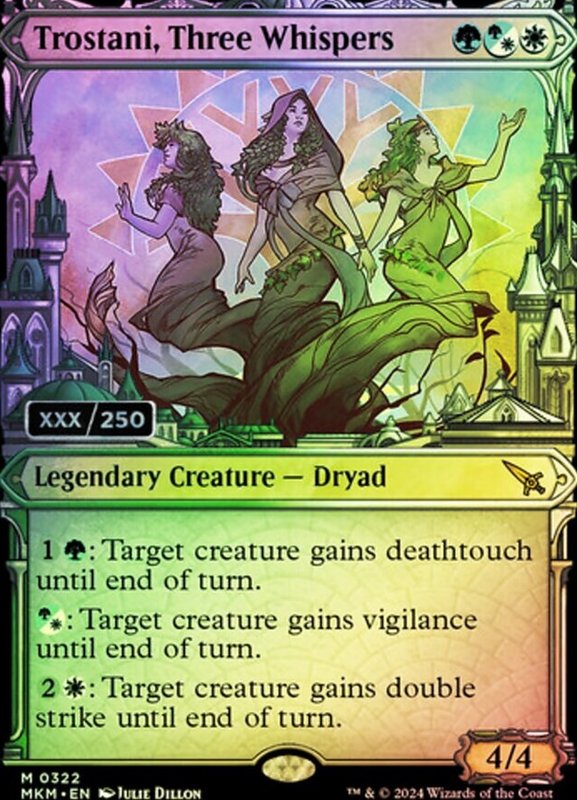 Trostani, Three Whispers
XXX/250
Legendary Creature — Dryad
1 : Target creature gains deathtouch
until end of turn.
: Target creature gains vigilance
until end of turn.
2 : Target creature gains double
strike until end of turn.
4/4
M 0322
MKM • EN JULIE DILLON
™ & © 2024 Wizards of the Coast